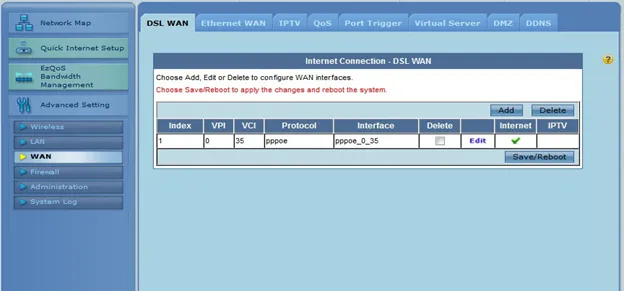 Network Map
Quick Internet Setup
EzQoS
Bandwidth
Management
Advanced Setting
Wireless
LAN
WAN
Firewall
Administration
System Log
DSL WAN Ethernet WAN IPTV QoS Port Trigger Virtual Server DMZ DDNS
Internet Connection - DSL WAN
Choose Add, Edit or Delete to configure WAN interfaces.
Choose Save/Reboot to apply the changes and reboot the system.
Add Delete
Index VPI VCI Protocol Interface Delete Internet IPTV
1 0 35 pppoe pppoe_0_35 Edit
Save/Reboot
?